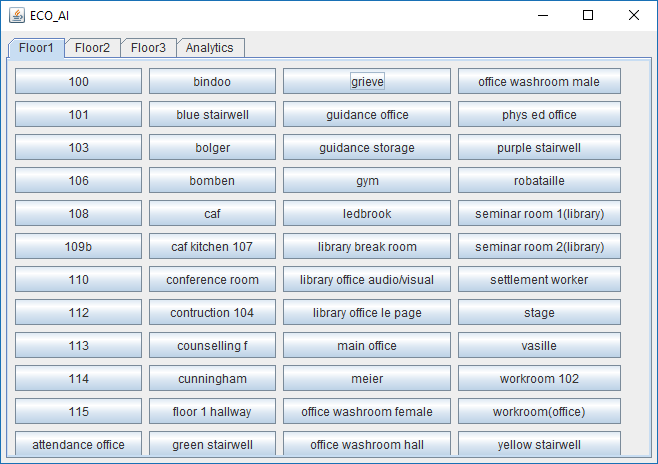 ECO_AI
Floor1 Floor2 Floor3 Analytics
100 bindoo grieve office washroom male
101 blue stairwell guidance office phys ed office
103 bolger guidance storage purple stairwell
106 bomben gym robataille
108 caf ledbrook seminar room 1(library)
109b caf kitchen 107 library break room seminar room 2(library)
110 conference room library office audio/visual settlement worker
112 contruction 104 library office le page stage
113 counselling f main office vasille
114 cunningham meier workroom 102
115 floor 1 hallway office washroom female workroom(office)
attendance office green stairwell office washroom hall yellow stairwell